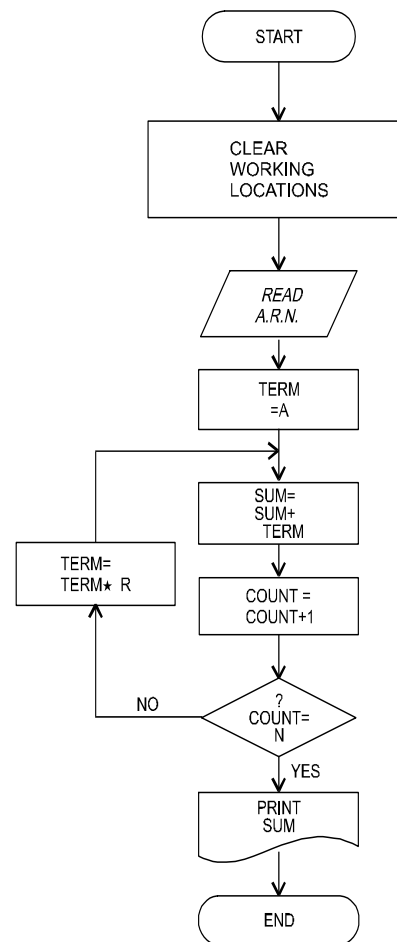 START
CLEAR
WORKING
LOCATIONS
READ
A.R.N.
TERM
=A
SUM=
SUM+
TERM
TERM=
TERM★ R
COUNT =
COUNT+1
?
COUNT=
N
NO
YES
PRINT
SUM
END